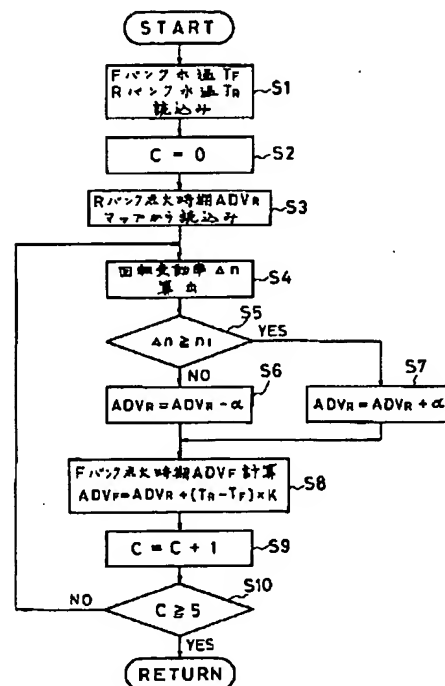 START
Fバンク水温TF
Rバンク水温TR
読込み
S1
C = 0
S2
Rバンク点火時期ADVR
マップから読込み
S3
回転変動率 Δn
算出
S4
S5
Δn ≧ n1
YES
NO
S6
S7
ADVR=ADVR-α
ADVR=ADVR+α
Fバンク点火時期ADVF計算
ADVF=ADVR+(TR-TF)×K
S8
C = C + 1
S9
S10
NO
C ≧ 5
YES
RETURN